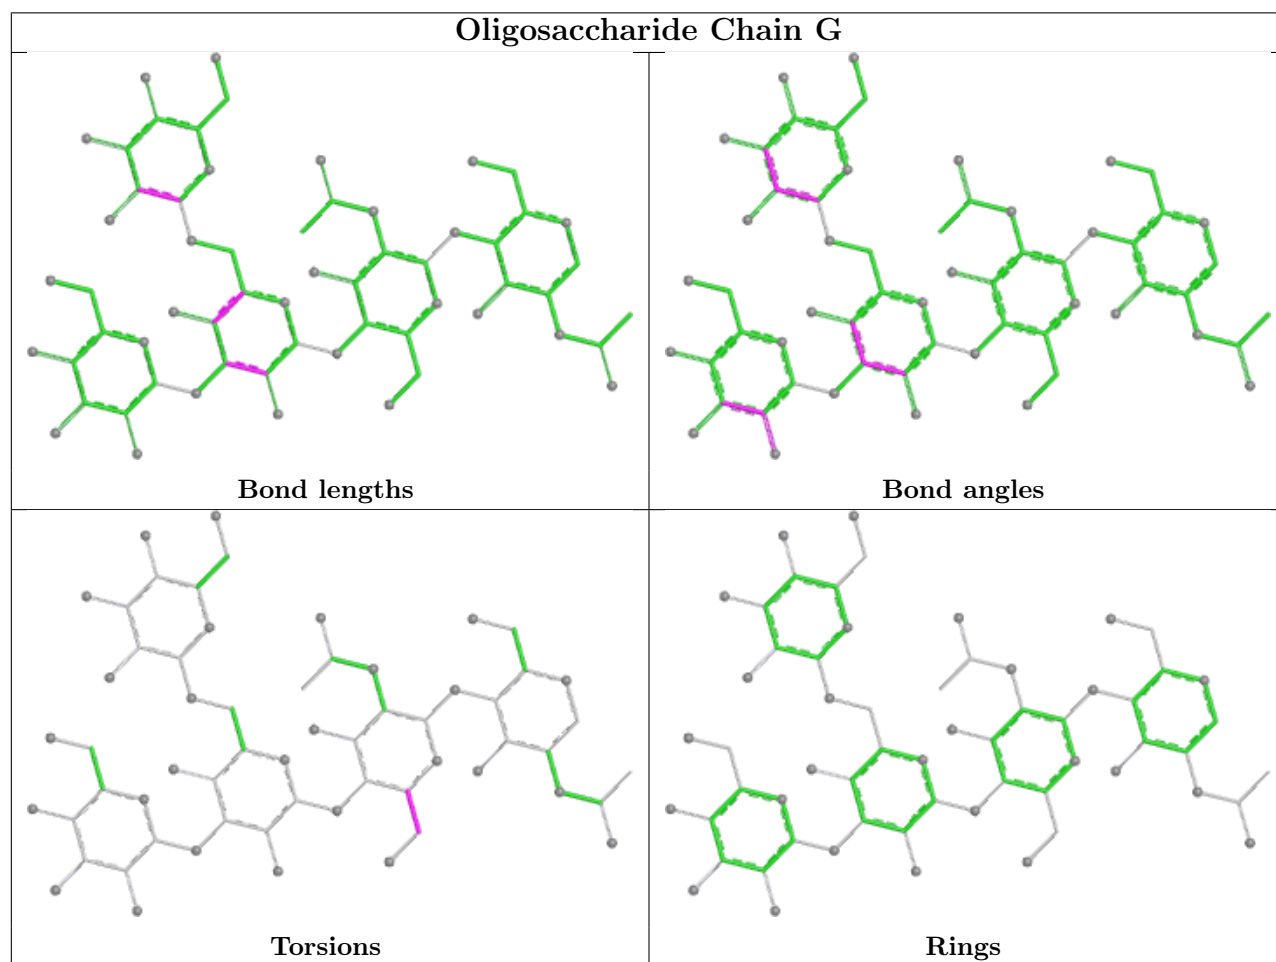 Oligosaccharide Chain G
Bond lengths
Bond angles
Torsions
Rings